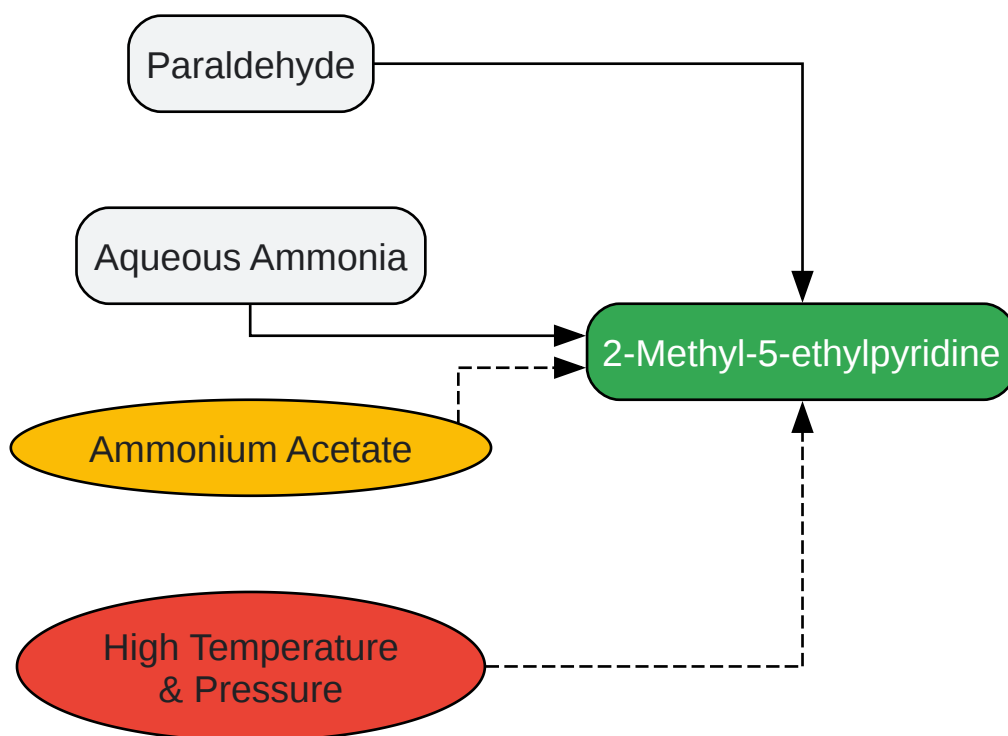 Paraldehyde
Aqueous Ammonia
2-Methyl-5-ethylpyridine
Ammonium Acetate
High Temperature
& Pressure